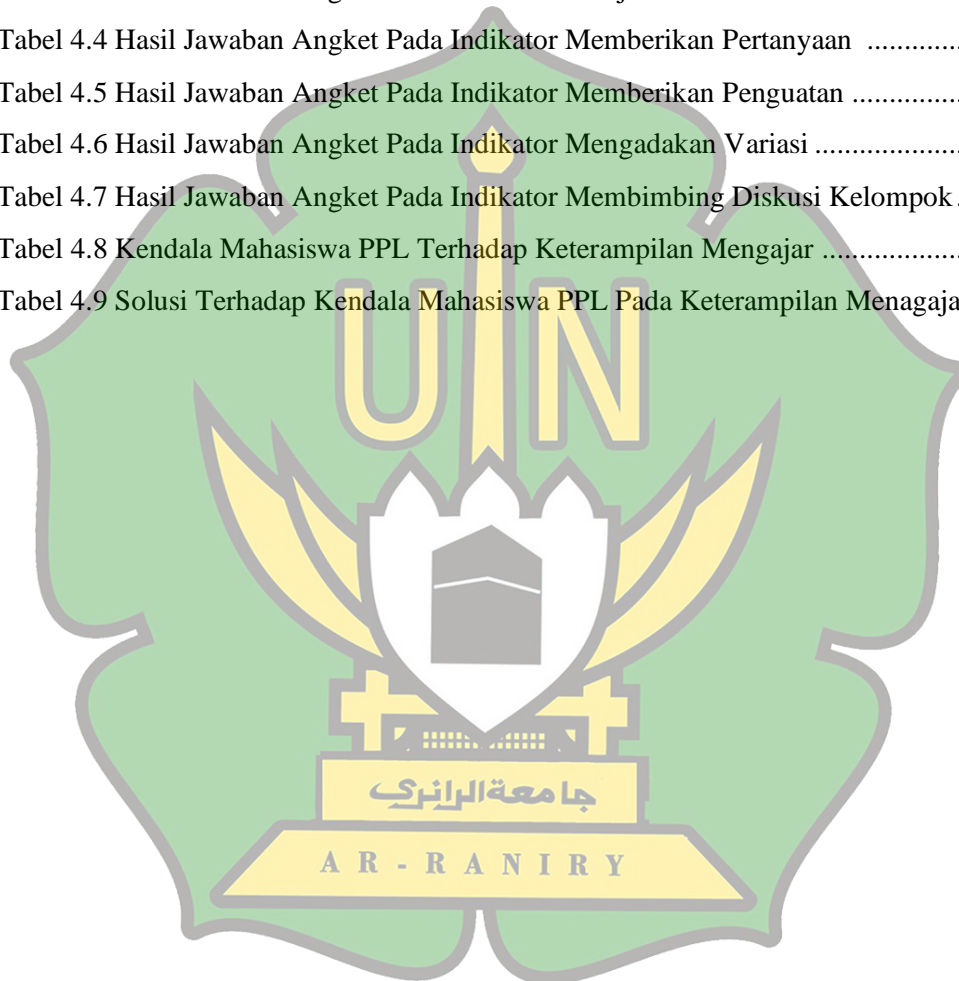 Tabel 4.4 Hasil Jawaban Angket Pada Indikator Memberikan Pertanyaan .............
Tabel 4.5 Hasil Jawaban Angket Pada Indikator Memberikan Penguatan ...............
Tabel 4.6 Hasil Jawaban Angket Pada Indikator Mengadakan Variasi ....................
Tabel 4.7 Hasil Jawaban Angket Pada Indikator Membimbing Diskusi Kelompok .
Tabel 4.8 Kendala Mahasiswa PPL Terhadap Keterampilan Mengajar ...................
Tabel 4.9 Solusi Terhadap Kendala Mahasiswa PPL Pada Keterampilan Menagaja
UIN
جامعة الرانري
AR-RANIRY